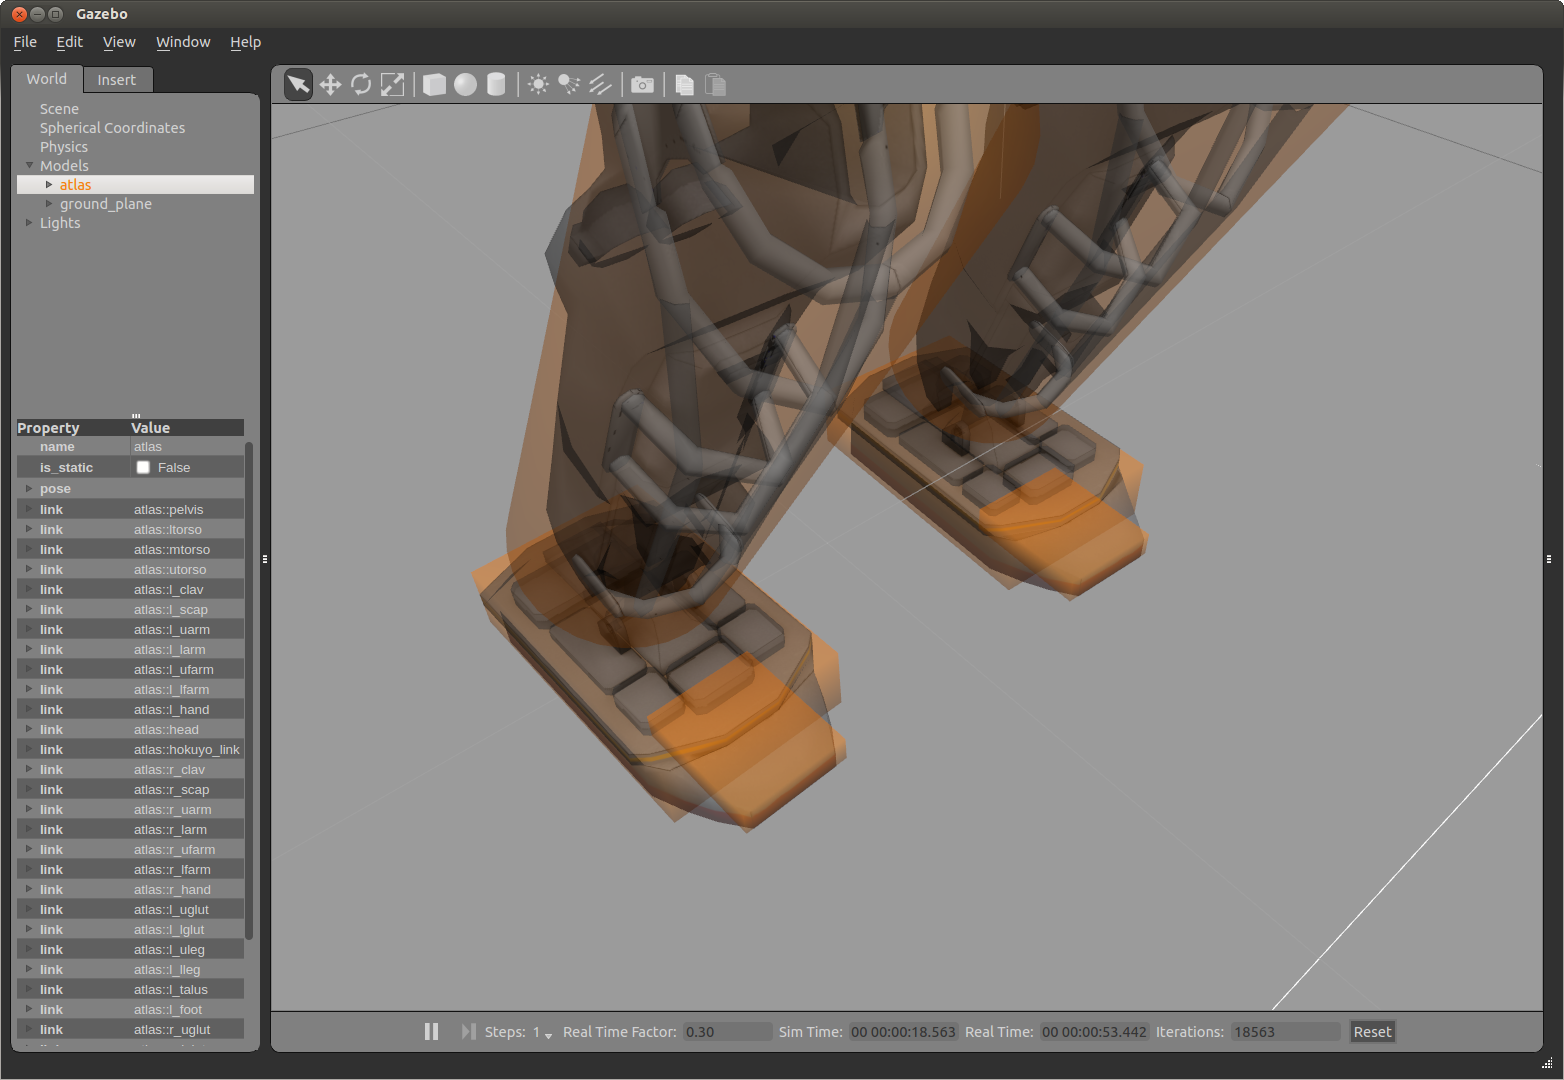 Gazebo
File Edit View Window Help
World Insert
Scene
Spherical Coordinates
Physics
Models
atlas
ground_plane
Lights
Property Value
name atlas
is_static False
pose
link atlas::pelvis
link atlas::ltorso
link atlas::mtorso
link atlas::utorso
link atlas::l_clav
link atlas::l_scap
link atlas::l_uarm
link atlas::l_larm
link atlas::l_ufarm
link atlas::l_lfarm
link atlas::l_hand
link atlas::head
link atlas::hokuyo_link
link atlas::r_clav
link atlas::r_scap
link atlas::r_uarm
link atlas::r_larm
link atlas::r_ufarm
link atlas::r_lfarm
link atlas::r_hand
link atlas::l_uglut
link atlas::l_lglut
link atlas::l_uleg
link atlas::l_lleg
link atlas::l_talus
link atlas::l_foot
link atlas::r_uglut
Steps: 1 Real Time Factor: 0.30 Sim Time: 00 00:00:18.563 Real Time: 00 00:00:53.442 Iterations: 18563 Reset